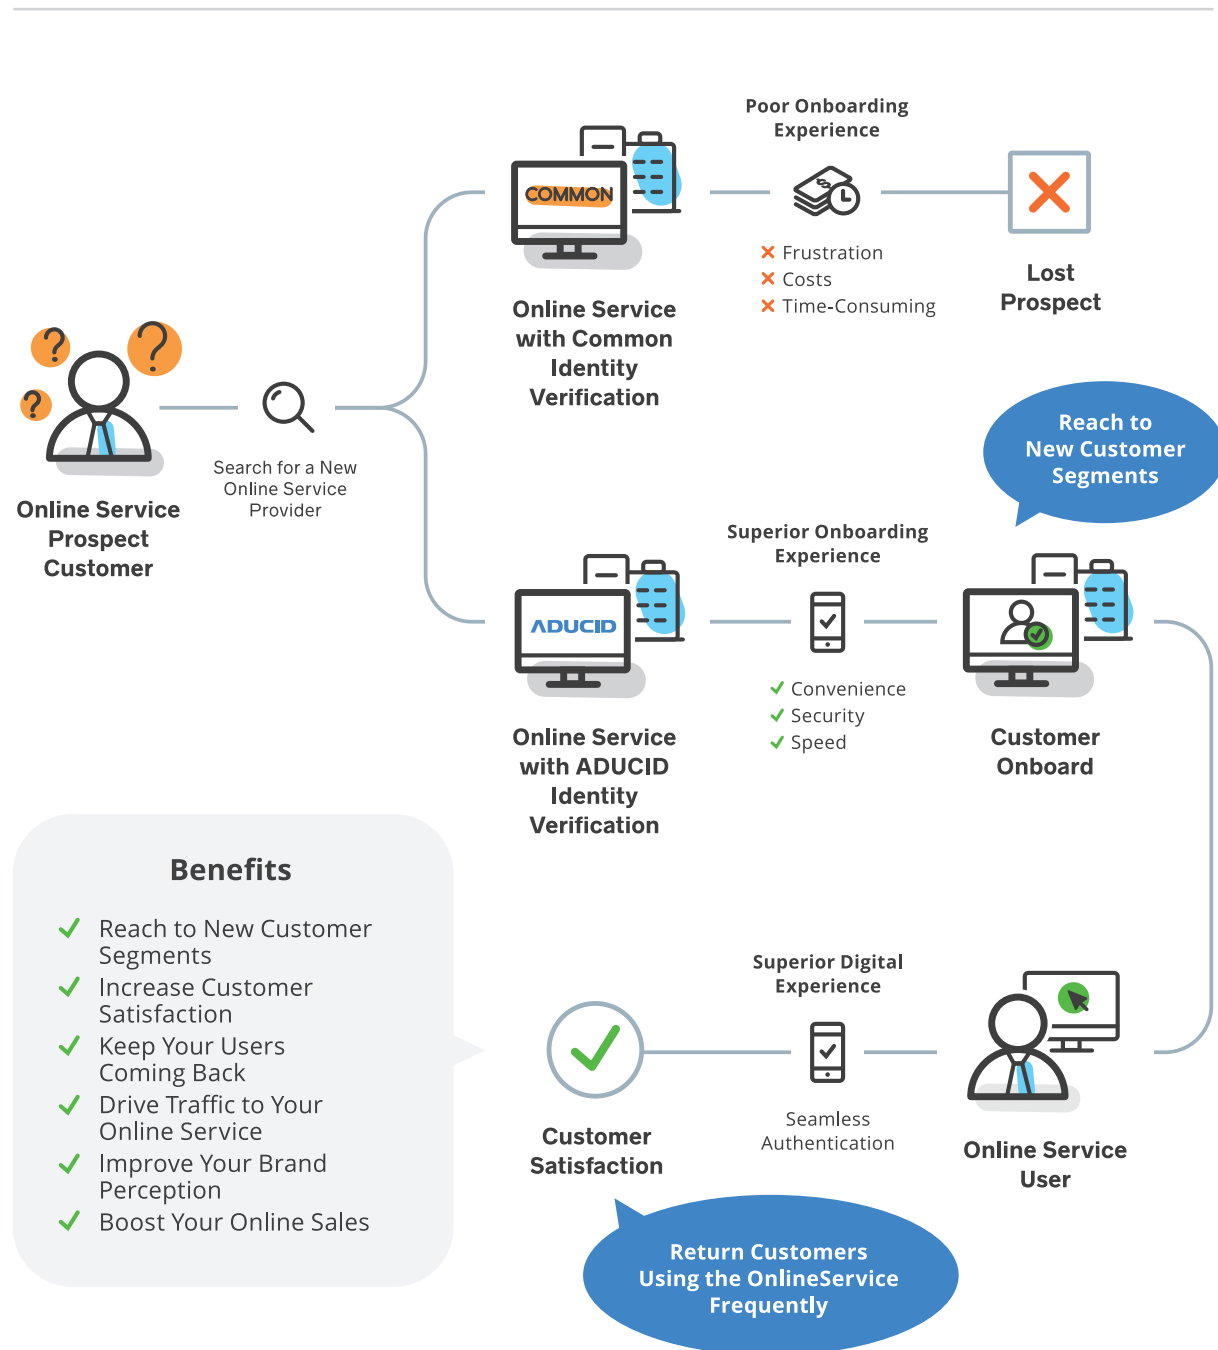 Poor Onboarding
Experience
COMMON
$
Frustration
Costs
Time-Consuming
Lost
Prospect
Online Service
with Common
Identity
Verification
?
?
?
Online Service
Prospect
Customer
Search for a New
Online Service
Provider
Reach to
New Customer
Segments
Superior Onboarding
Experience
ADUCID
Convenience
Security
Speed
Online Service
with ADUCID
Identity
Verification
Customer
Onboard
Benefits
Reach to New Customer
Segments
Increase Customer
Satisfaction
Keep Your Users
Coming Back
Drive Traffic to Your
Online Service
Improve Your Brand
Perception
Boost Your Online Sales
Superior Digital
Experience
Seamless
Authentication
Customer
Satisfaction
Online Service
User
Return Customers
Using the OnlineService
Frequently